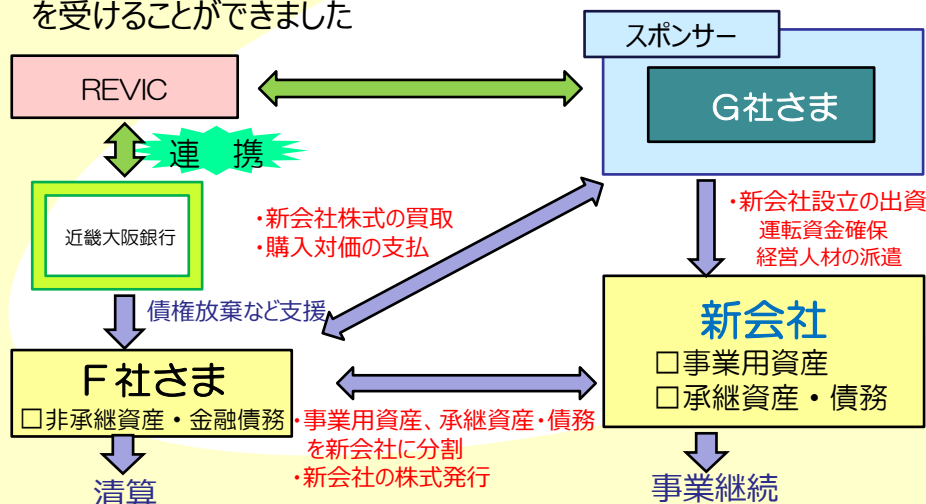 を受けることができました
スポンサー
REVIC
G社さま
連　携
近畿大阪銀行
・新会社株式の買取
・購入対価の支払
・新会社設立の出資
運転資金確保
経営人材の派遣
債権放棄など支援
新会社
□事業用資産
□承継資産・債務
F社さま
□非承継資産・金融債務
・事業用資産、承継資産・債務
を新会社に分割
・新会社の株式発行
清算
事業継続